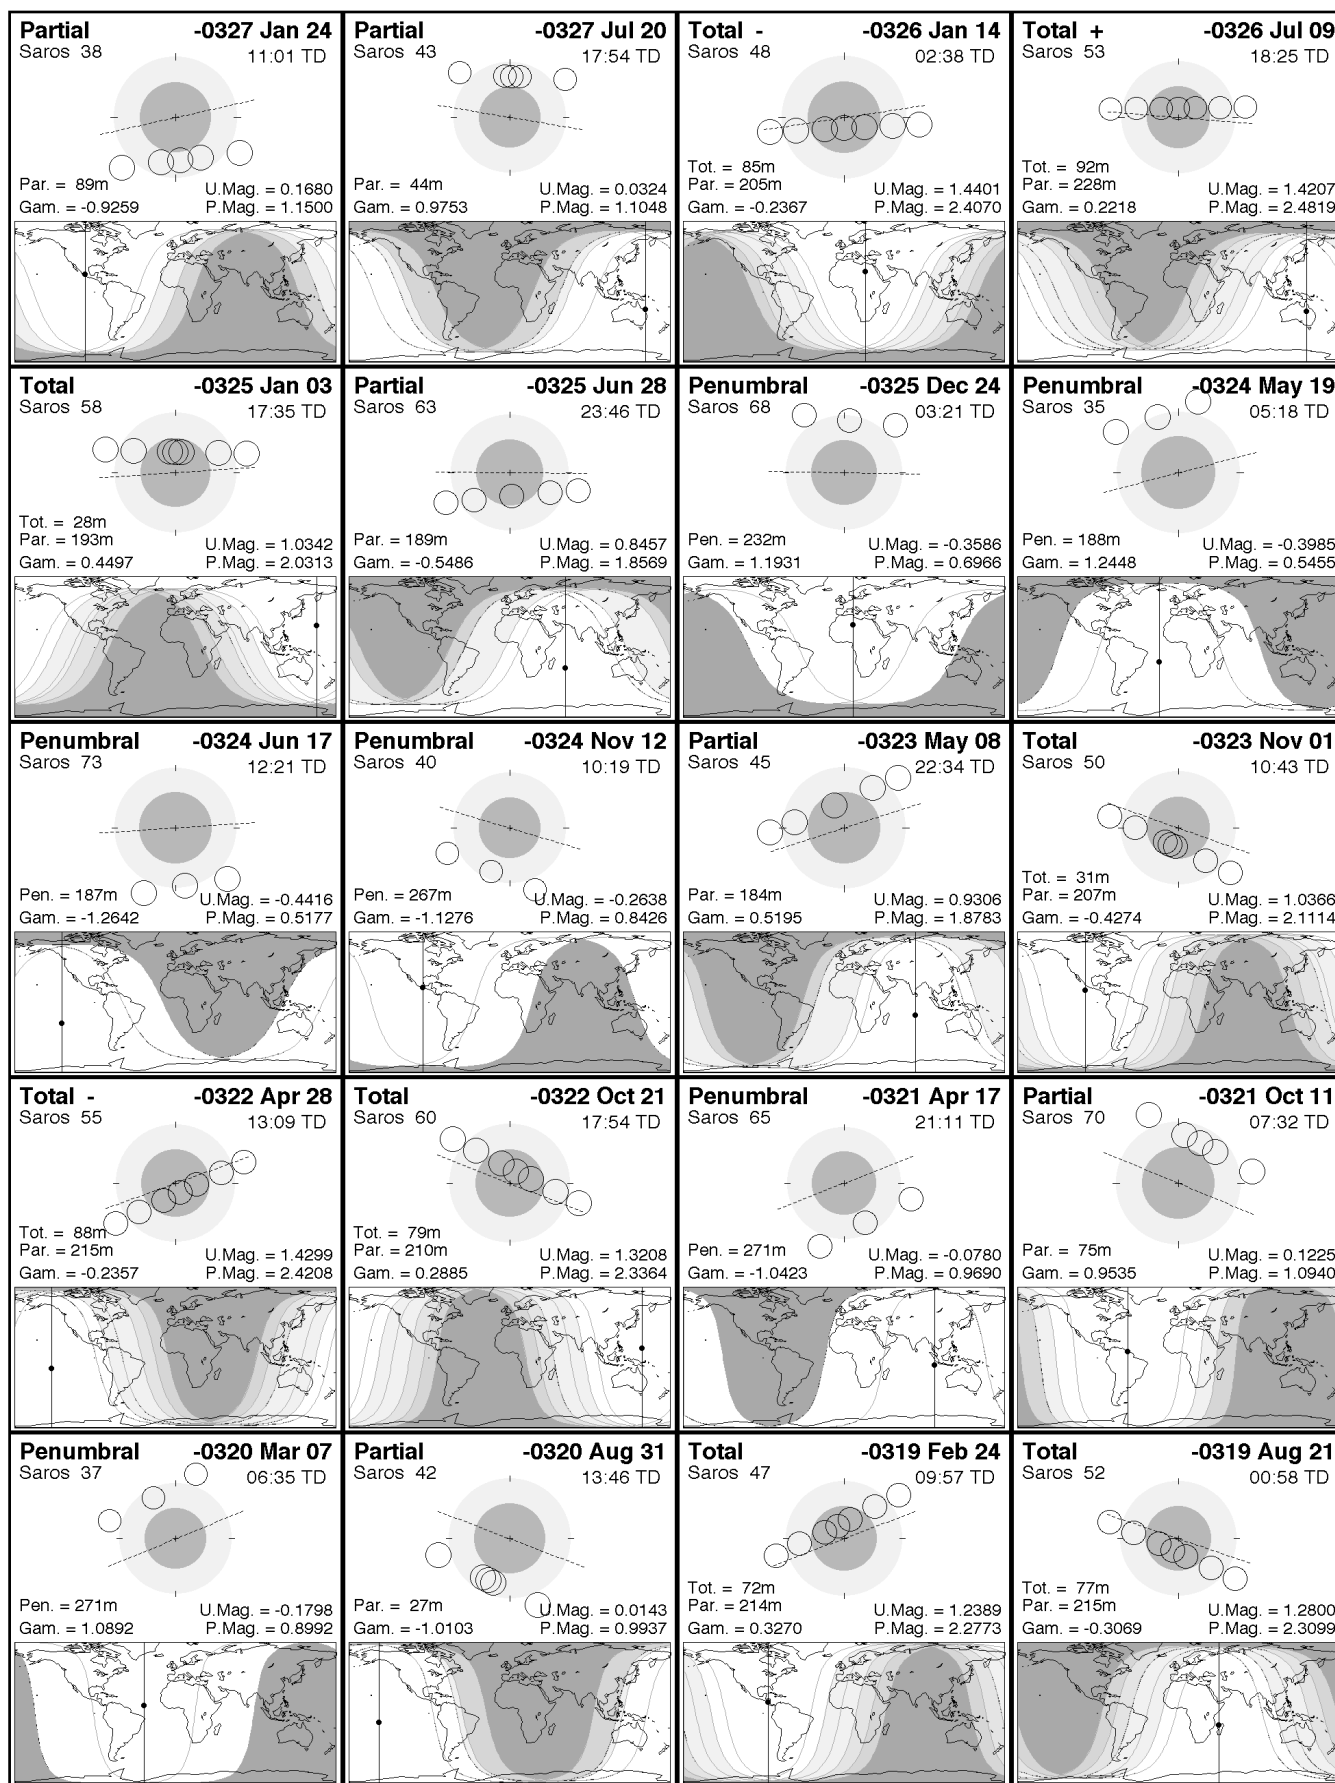 Partial -0327 Jan 24
Saros 38 11:01 TD
Par. = 89m U.Mag. = 0.1680
Gam. = -0.9259 P.Mag. = 1.1500
Partial -0327 Jul 20
Saros 43 17:54 TD
Par. = 44m U.Mag. = 0.0324
Gam. = 0.9753 P.Mag. = 1.1048
Total - -0326 Jan 14
Saros 48 02:38 TD
Tot. = 85m
Par. = 205m U.Mag. = 1.4401
Gam. = -0.2367 P.Mag. = 2.4070
Total + -0326 Jul 09
Saros 53 18:25 TD
Tot. = 92m
Par. = 228m U.Mag. = 1.4207
Gam. = 0.2218 P.Mag. = 2.4819
Total -0325 Jan 03
Saros 58 17:35 TD
Tot. = 28m
Par. = 193m U.Mag. = 1.0342
Gam. = 0.4497 P.Mag. = 2.0313
Partial -0325 Jun 28
Saros 63 23:46 TD
Par. = 189m U.Mag. = 0.8457
Gam. = -0.5486 P.Mag. = 1.8569
Penumbral -0325 Dec 24
Saros 68 03:21 TD
Pen. = 232m U.Mag. = -0.3586
Gam. = 1.1931 P.Mag. = 0.6966
Penumbral -0324 May 19
Saros 35 05:18 TD
Pen. = 188m U.Mag. = -0.3985
Gam. = 1.2448 P.Mag. = 0.5455
Penumbral -0324 Jun 17
Saros 73 12:21 TD
Pen. = 187m U.Mag. = -0.4416
Gam. = -1.2642 P.Mag. = 0.5177
Penumbral -0324 Nov 12
Saros 40 10:19 TD
Pen. = 267m U.Mag. = -0.2638
Gam. = -1.1276 P.Mag. = 0.8426
Partial -0323 May 08
Saros 45 22:34 TD
Par. = 184m U.Mag. = 0.9306
Gam. = 0.5195 P.Mag. = 1.8783
Total -0323 Nov 01
Saros 50 10:43 TD
Tot. = 31m
Par. = 207m U.Mag. = 1.0366
Gam. = -0.4274 P.Mag. = 2.1114
Total - -0322 Apr 28
Saros 55 13:09 TD
Tot. = 88m
Par. = 215m U.Mag. = 1.4299
Gam. = -0.2357 P.Mag. = 2.4208
Total -0322 Oct 21
Saros 60 17:54 TD
Tot. = 79m
Par. = 210m U.Mag. = 1.3208
Gam. = 0.2885 P.Mag. = 2.3364
Penumbral -0321 Apr 17
Saros 65 21:11 TD
Pen. = 271m U.Mag. = -0.0780
Gam. = -1.0423 P.Mag. = 0.9690
Partial -0321 Oct 11
Saros 70 07:32 TD
Par. = 75m U.Mag. = 0.1225
Gam. = 0.9535 P.Mag. = 1.0940
Penumbral -0320 Mar 07
Saros 37 06:35 TD
Pen. = 271m U.Mag. = -0.1798
Gam. = 1.0892 P.Mag. = 0.8992
Partial -0320 Aug 31
Saros 42 13:46 TD
Par. = 27m U.Mag. = 0.0143
Gam. = -1.0103 P.Mag. = 0.9937
Total -0319 Feb 24
Saros 47 09:57 TD
Tot. = 72m
Par. = 214m U.Mag. = 1.2389
Gam. = 0.3270 P.Mag. = 2.2773
Total -0319 Aug 21
Saros 52 00:58 TD
Tot. = 77m
Par. = 215m U.Mag. = 1.2800
Gam. = -0.3069 P.Mag. = 2.3099